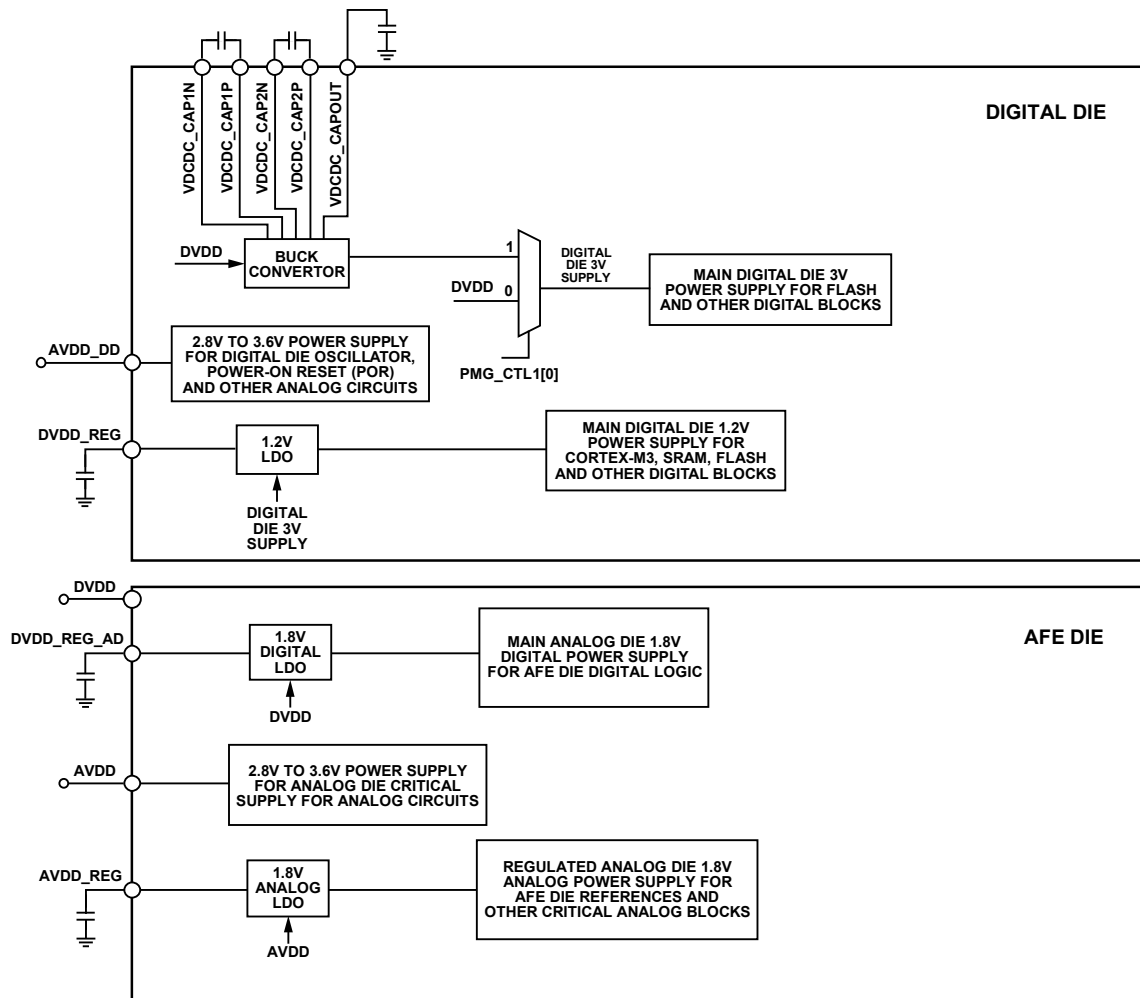 VDCDC_CAP1N
VDCDC_CAP1P
VDCDC_CAP2N
VDCDC_CAP2P
VDCDC_CAPOUT
DIGITAL DIE
DVDD
BUCK
CONVERTOR
1
DVDD
0
PMG_CTL1[0]
DIGITAL
DIE 3V
SUPPLY
MAIN DIGITAL DIE 3V
POWER SUPPLY FOR FLASH
AND OTHER DIGITAL BLOCKS
AVDD_DD
2.8V TO 3.6V POWER SUPPLY
FOR DIGITAL DIE OSCILLATOR,
POWER-ON RESET (POR)
AND OTHER ANALOG CIRCUITS
DVDD_REG
1.2V
LDO
DIGITAL
DIE 3V
SUPPLY
MAIN DIGITAL DIE 1.2V
POWER SUPPLY FOR
CORTEX-M3, SRAM, FLASH
AND OTHER DIGITAL BLOCKS
DVDD
AFE DIE
DVDD_REG_AD
1.8V
DIGITAL
LDO
DVDD
MAIN ANALOG DIE 1.8V
DIGITAL POWER SUPPLY
FOR AFE DIE DIGITAL LOGIC
AVDD
2.8V TO 3.6V POWER SUPPLY
FOR ANALOG DIE CRITICAL
SUPPLY FOR ANALOG CIRCUITS
AVDD_REG
1.8V
ANALOG
LDO
AVDD
REGULATED ANALOG DIE 1.8V
ANALOG POWER SUPPLY FOR
AFE DIE REFERENCES AND
OTHER CRITICAL ANALOG BLOCKS